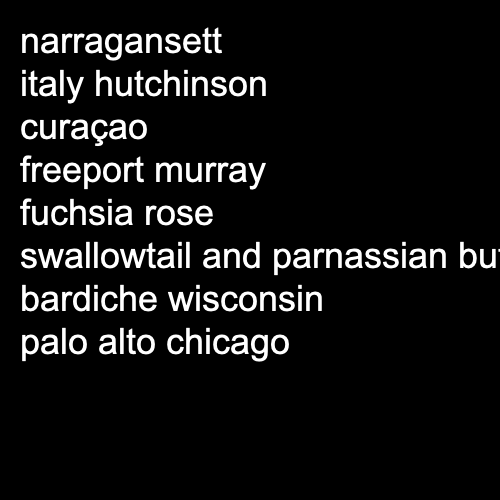 narragansett
italy hutchinson
curaçao
freeport murray
fuchsia rose
swallowtail and parnassian
bardiche wisconsin
palo alto chicago